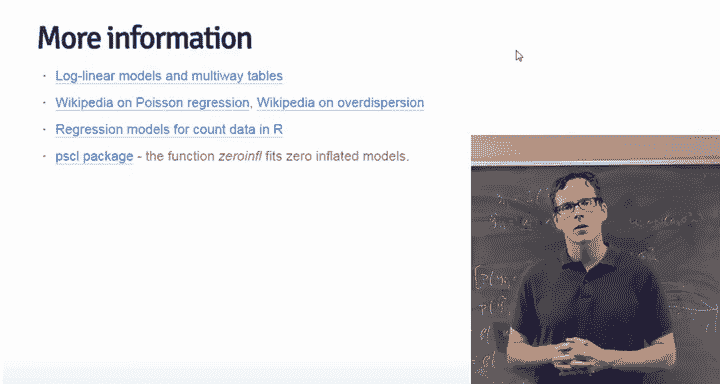 More information
Log-linear models and multiway tables
Wikipedia on Poisson regression, Wikipedia on overdispersion
Regression models for count data in R
pscl package - the function zeroinfl fits zero inflated models.